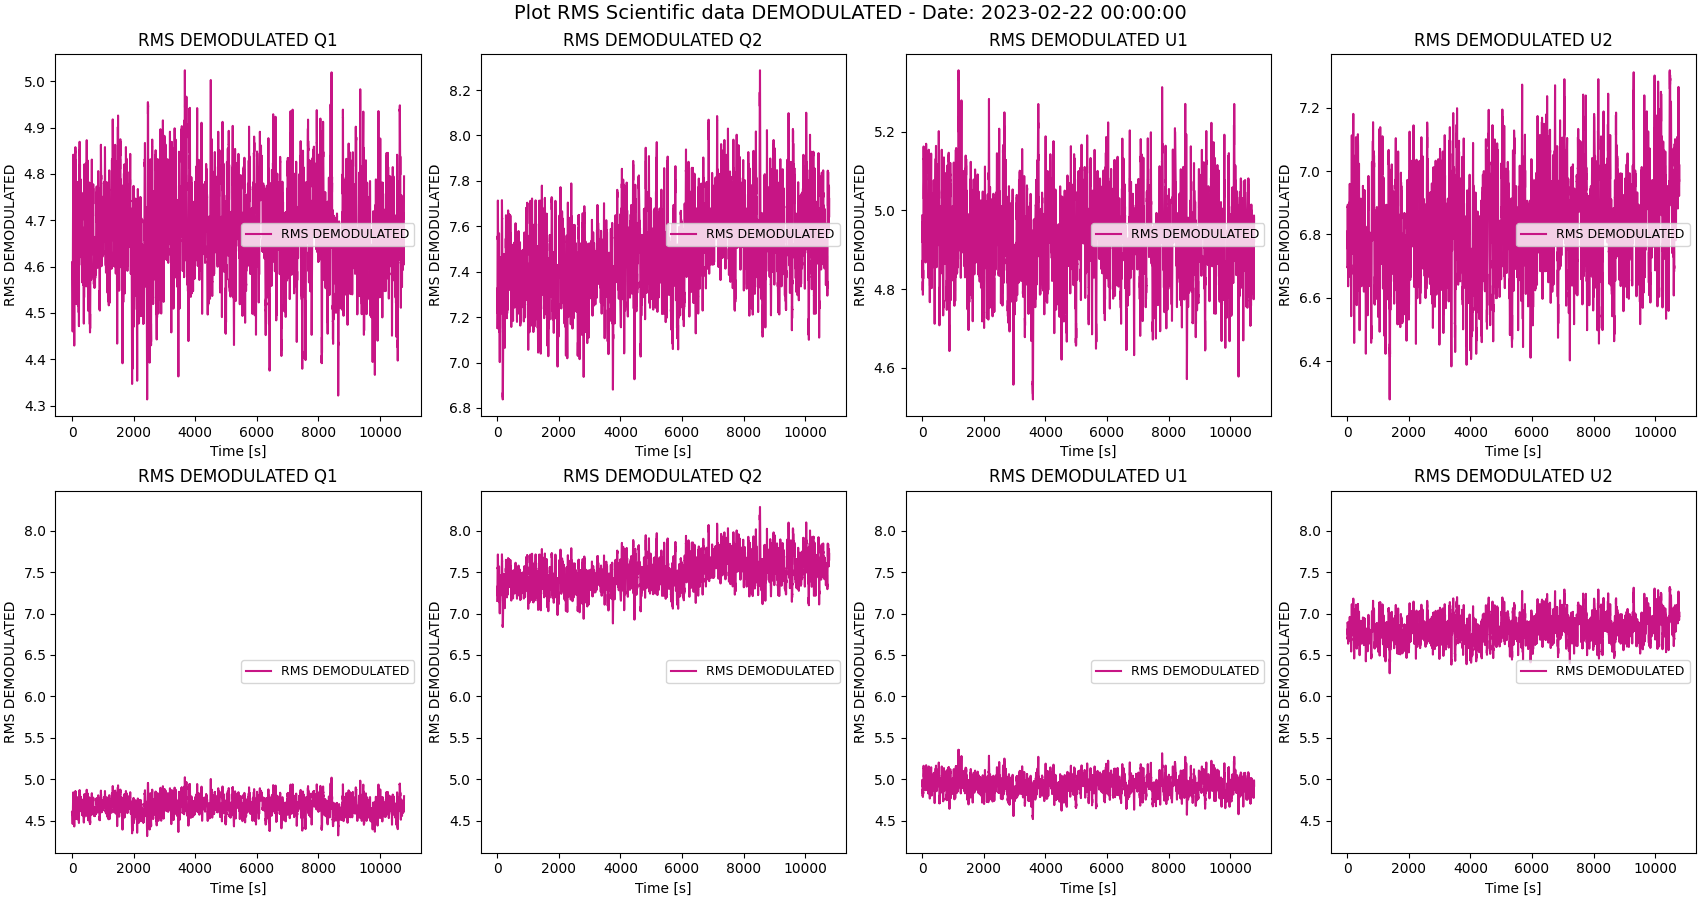 Plot RMS Scientific data DEMODULATED - Date: 2023-02-22 00:00:00
RMS DEMODULATED Q1
RMS DEMODULATED
5.0
4.9
4.8
4.7
4.6
4.5
4.4
4.3
RMS DEMODULATED
0 2000 4000 6000 8000 10000
Time [s]
RMS DEMODULATED Q2
RMS DEMODULATED
8.2
8.0
7.8
7.6
7.4
7.2
7.0
6.8
RMS DEMODULATED
0 2000 4000 6000 8000 10000
Time [s]
RMS DEMODULATED U1
RMS DEMODULATED
5.2
5.0
4.8
4.6
RMS DEMODULATED
0 2000 4000 6000 8000 10000
Time [s]
RMS DEMODULATED U2
RMS DEMODULATED
7.2
7.0
6.8
6.6
6.4
RMS DEMODULATED
0 2000 4000 6000 8000 10000
Time [s]
RMS DEMODULATED Q1
RMS DEMODULATED
8.0
7.5
7.0
6.5
6.0
5.5
5.0
4.5
RMS DEMODULATED
0 2000 4000 6000 8000 10000
Time [s]
RMS DEMODULATED Q2
RMS DEMODULATED
8.0
7.5
7.0
6.5
6.0
5.5
5.0
4.5
RMS DEMODULATED
0 2000 4000 6000 8000 10000
Time [s]
RMS DEMODULATED U1
RMS DEMODULATED
8.0
7.5
7.0
6.5
6.0
5.5
5.0
4.5
RMS DEMODULATED
0 2000 4000 6000 8000 10000
Time [s]
RMS DEMODULATED U2
RMS DEMODULATED
8.0
7.5
7.0
6.5
6.0
5.5
5.0
4.5
RMS DEMODULATED
0 2000 4000 6000 8000 10000
Time [s]